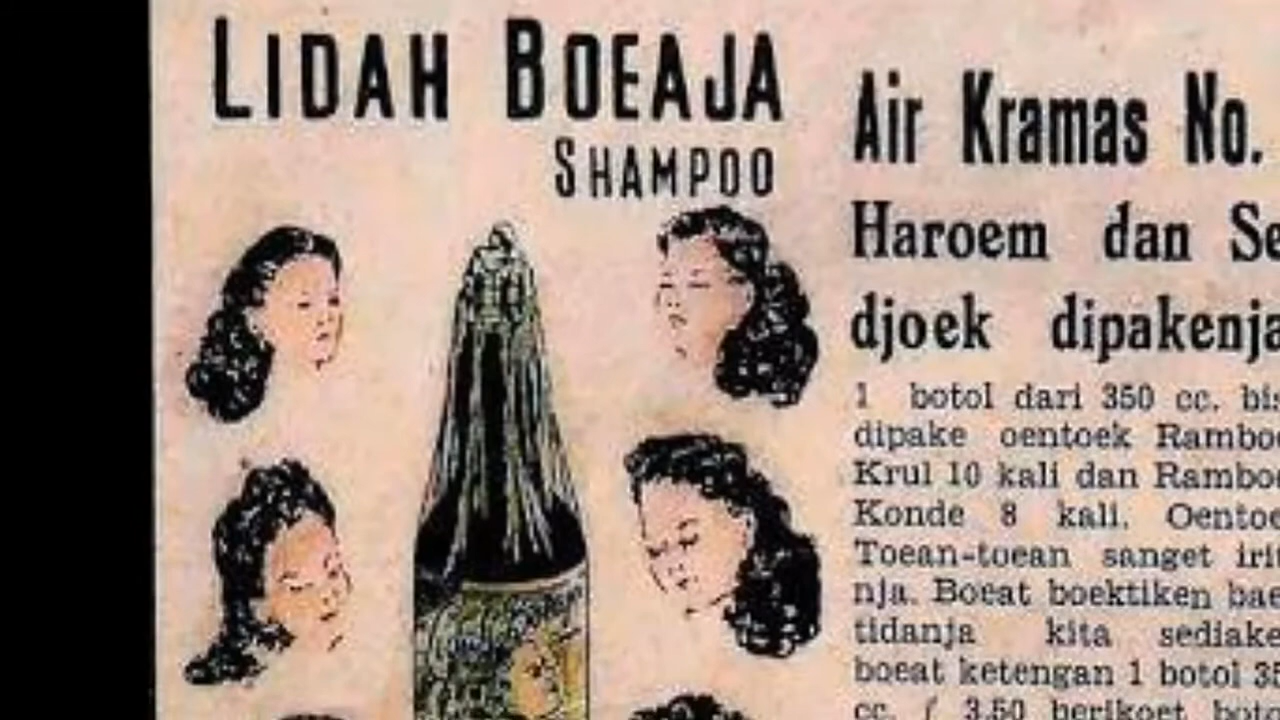 LIDAH BOEAJA
SHAMPOO
Air Kramas No.
Haroem dan
djoek dipakenja
1 botol dari 350 cc.
dipake oentoek
Krul 10 kali dan
Konde 8 kali.
Toean-toean sanget
nja. Boeat boektiken
tidanja kita
boeat ketengan 1 botol
cc. f 3.50 berikoet